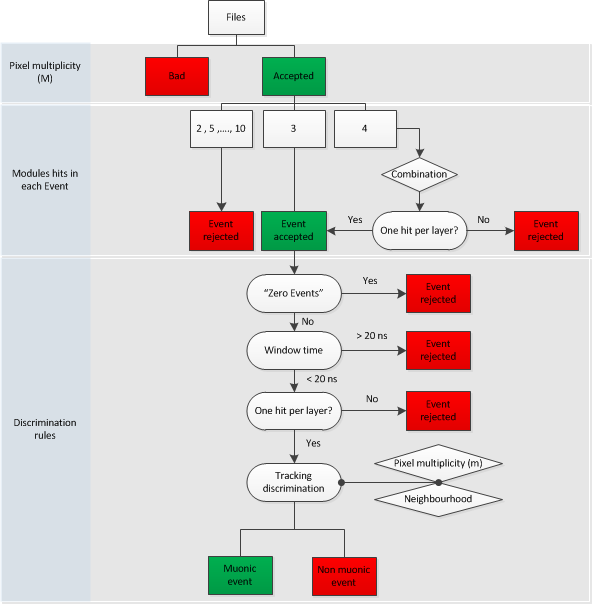 Files
Pixel multiplicity
(M)
Bad
Accepted
2 , 5 ,...., 10
3
4
Modules hits in
each Event
Combination
Event
rejected
Event
accepted
Yes
One hit per layer?
No
Event
rejected
"Zero Events"
Yes
Event
rejected
No
Window time
> 20 ns
Event
rejected
< 20 ns
One hit per layer?
No
Event
rejected
Discrimination
rules
Yes
Tracking
discrimination
Pixel multiplicity (m)
Neighbourhood
Muonic
event
Non muonic
event